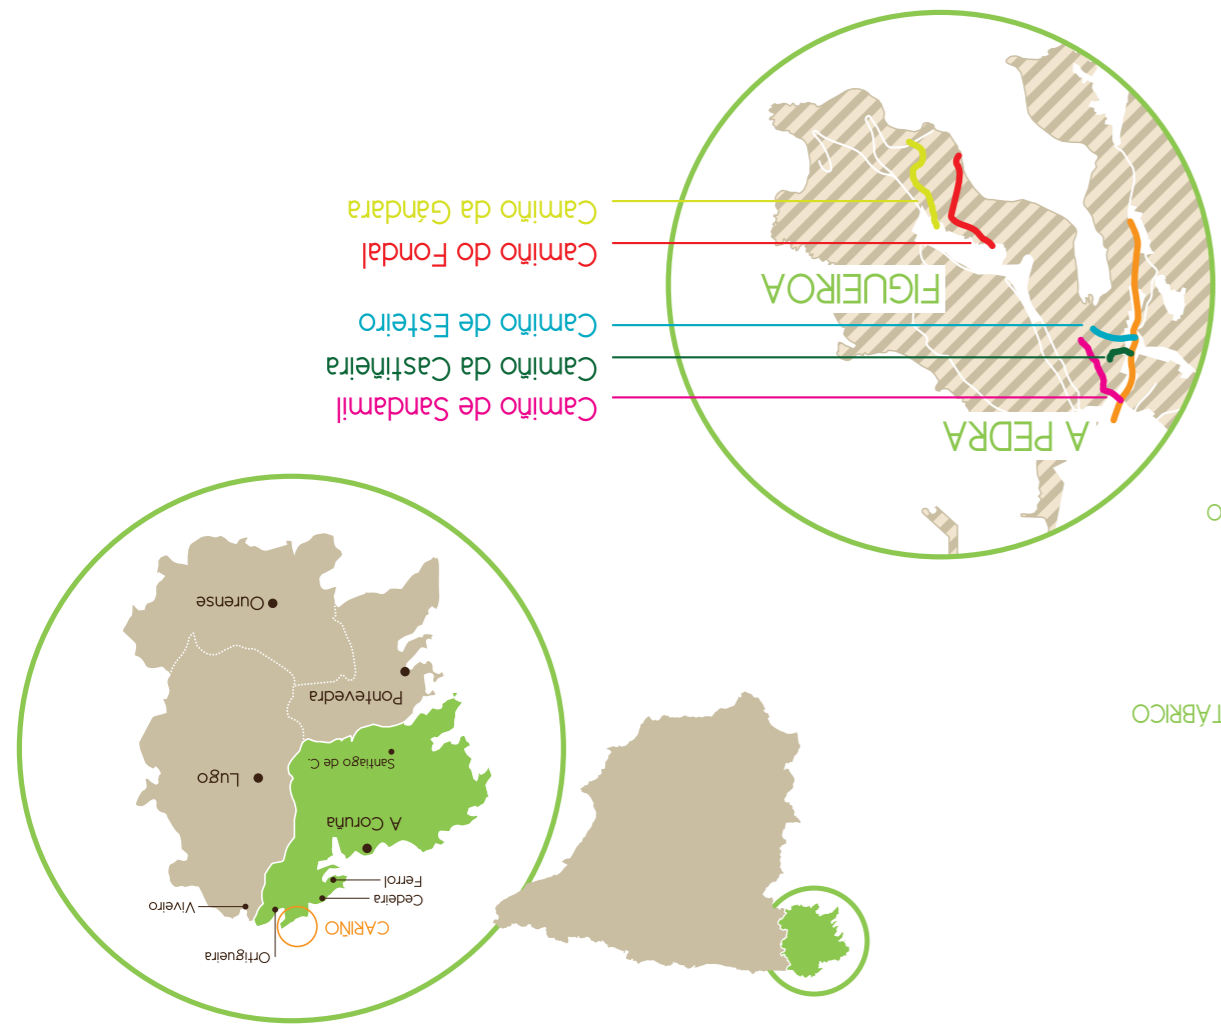 Ortigueira
CARIÑO
Viveiro
Cedeira
Ferrol
A Coruña
Lugo
Santiago de C.
Pontevedra
Ourense
TÁBRICO
O
A PEDRA
Camiño de Sandamil
Camiño da Castiñeira
Camiño de Esteiro
FIGUEIROA
Camiño do Fondal
Camiño da Gándara